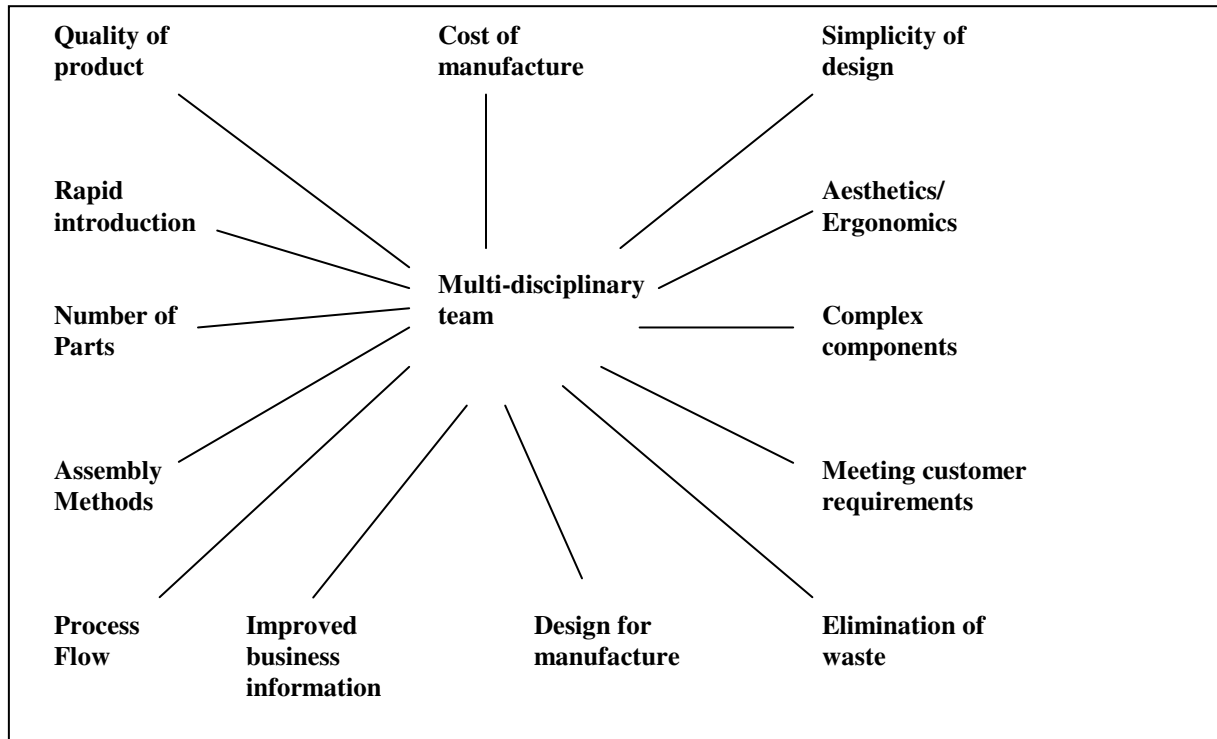 Quality of
product
Cost of
manufacture
Simplicity of
design
Rapid
introduction
Aesthetics/
Ergonomics
Multi-disciplinary
team
Number of
Parts
Complex
components
Assembly
Methods
Meeting customer
requirements
Process
Flow
Improved
business
information
Design for
manufacture
Elimination of
waste